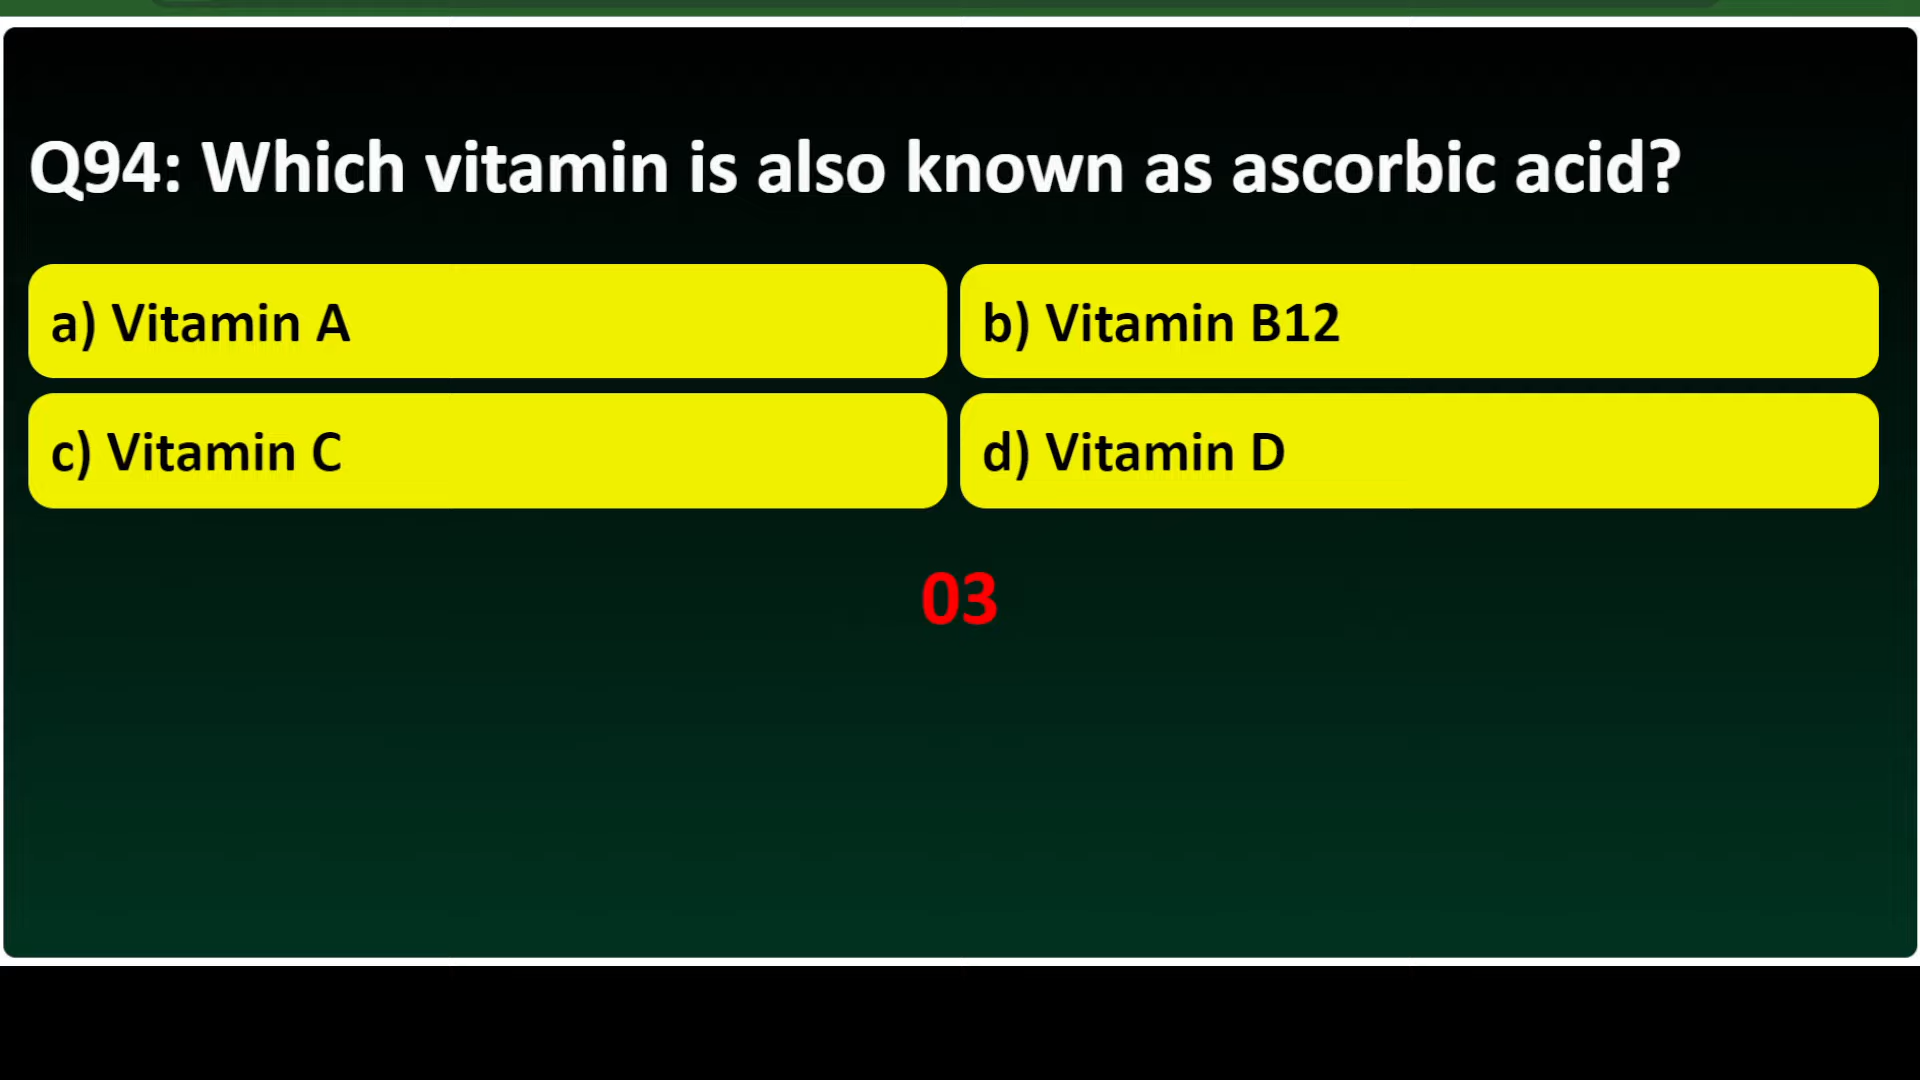 Q94: Which vitamin is also known as ascorbic acid?
a) Vitamin A
b) Vitamin B12
c) Vitamin C
d) Vitamin D
03